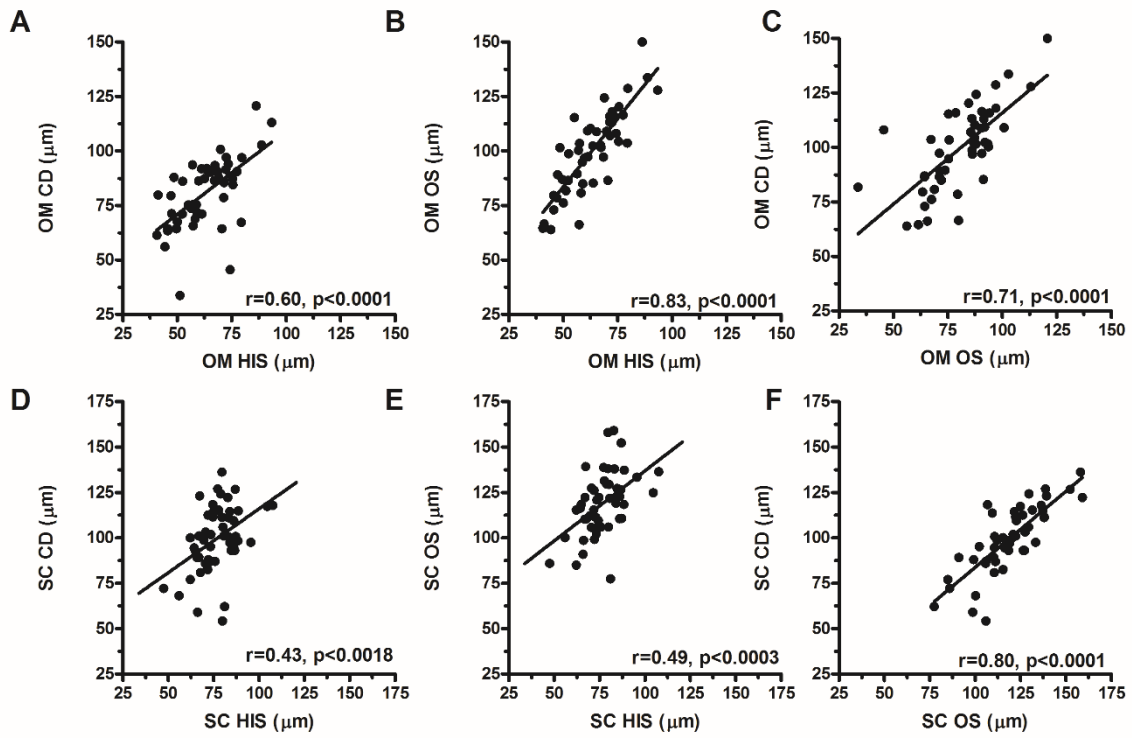 A
150
125
100
75
50
25
OM CD (μm)
r=0.60, p<0.0001
25 50 75 100 125 150
OM HIS (μm)
B
150
125
100
75
50
25
OM OS (μm)
r=0.83, p<0.0001
25 50 75 100 125 150
OM HIS (μm)
C
150
125
100
75
50
25
OM CD (μm)
r=0.71, p<0.0001
25 50 75 100 125 150
OM OS (μm)
D
175
150
125
100
75
50
25
SC CD (μm)
r=0.43, p<0.0018
25 50 75 100 125 150 175
SC HIS (μm)
E
175
150
125
100
75
50
25
SC OS (μm)
r=0.49, p<0.0003
25 50 75 100 125 150 175
SC HIS (μm)
F
175
150
125
100
75
50
25
SC CD (μm)
r=0.80, p<0.0001
25 50 75 100 125 150 175
SC OS (μm)